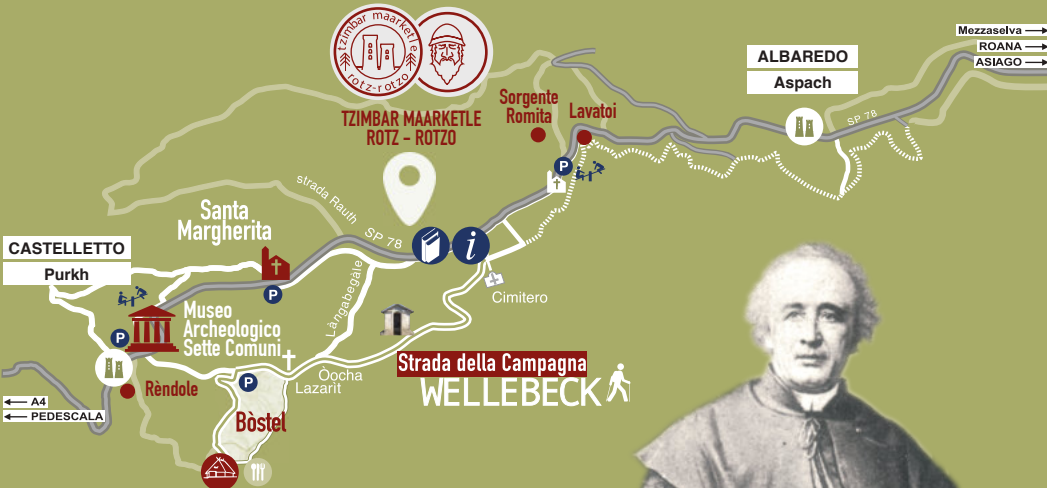 tzimbar maarketle
rotz-rotzo
TZIMBAR MAARKETLE
ROTZ - ROTZO
Mezzaselva
ROANA
ASIAGO
ALBAREDO
Aspach
SP 78
Sorgente
Romita
Lavatoi
P
strada Rauth
SP 78
Santa
Margherita
P
CASTELLETTO
Purkh
i
Cimitero
Làngabegàle
Museo
Archeologico
Sette Comuni
P
Òocha
Lazarìt
Strada della Campagna
WELLEBECK
Rèndole
P
A4
PEDESCALA
Bòstel